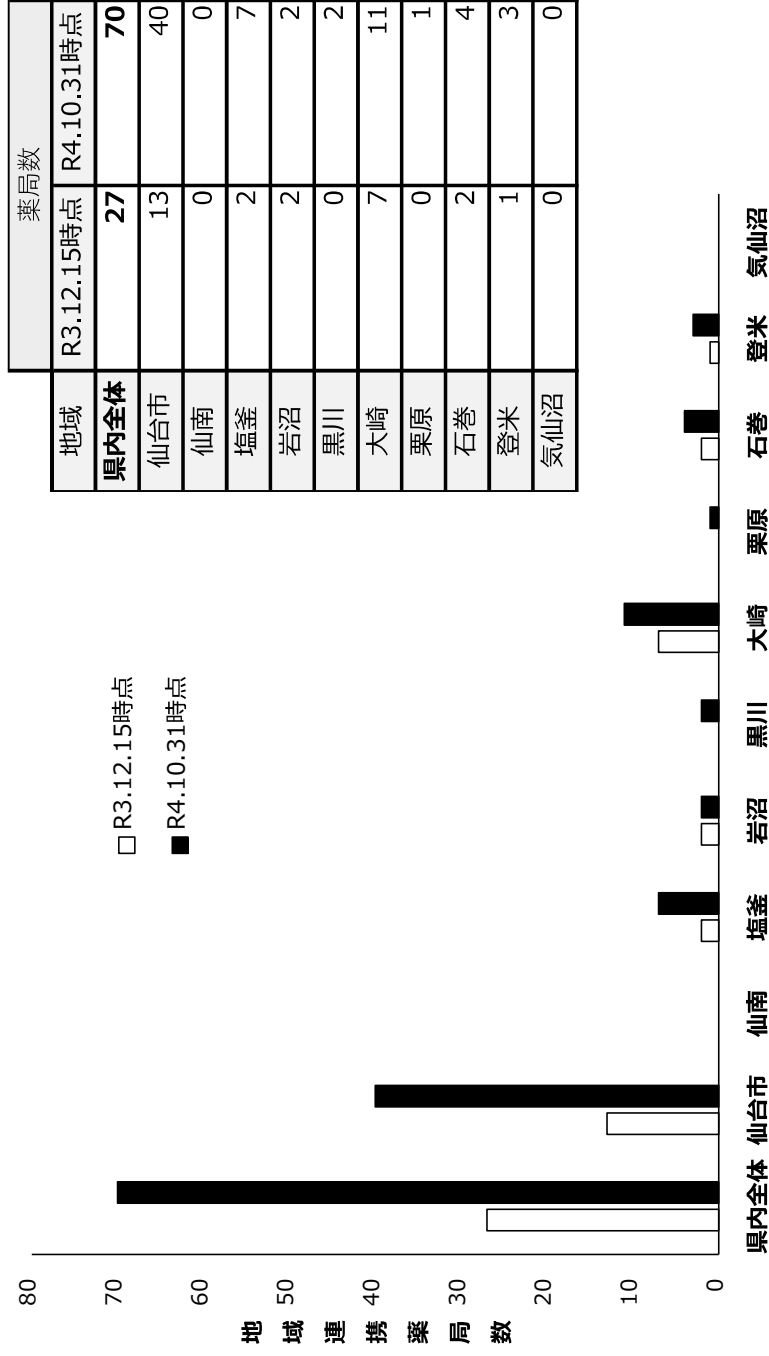 薬局数
地域 R3.12.15時点 R4.10.31時点
県内全体 27 70
仙台市 13 40
仙南 0 0
塩釜 2 7
岩沼 2 2
黒川 0 2
大崎 7 11
栗原 0 1
石巻 2 4
登米 1 3
気仙沼 0 0
R3.12.15時点
R4.10.31時点
地域連携薬局数
80
70
60
50
40
30
20
10
0
県内全体 仙台市 仙南 塩釜 岩沼 黒川 大崎 栗原 石巻 登米 気仙沼